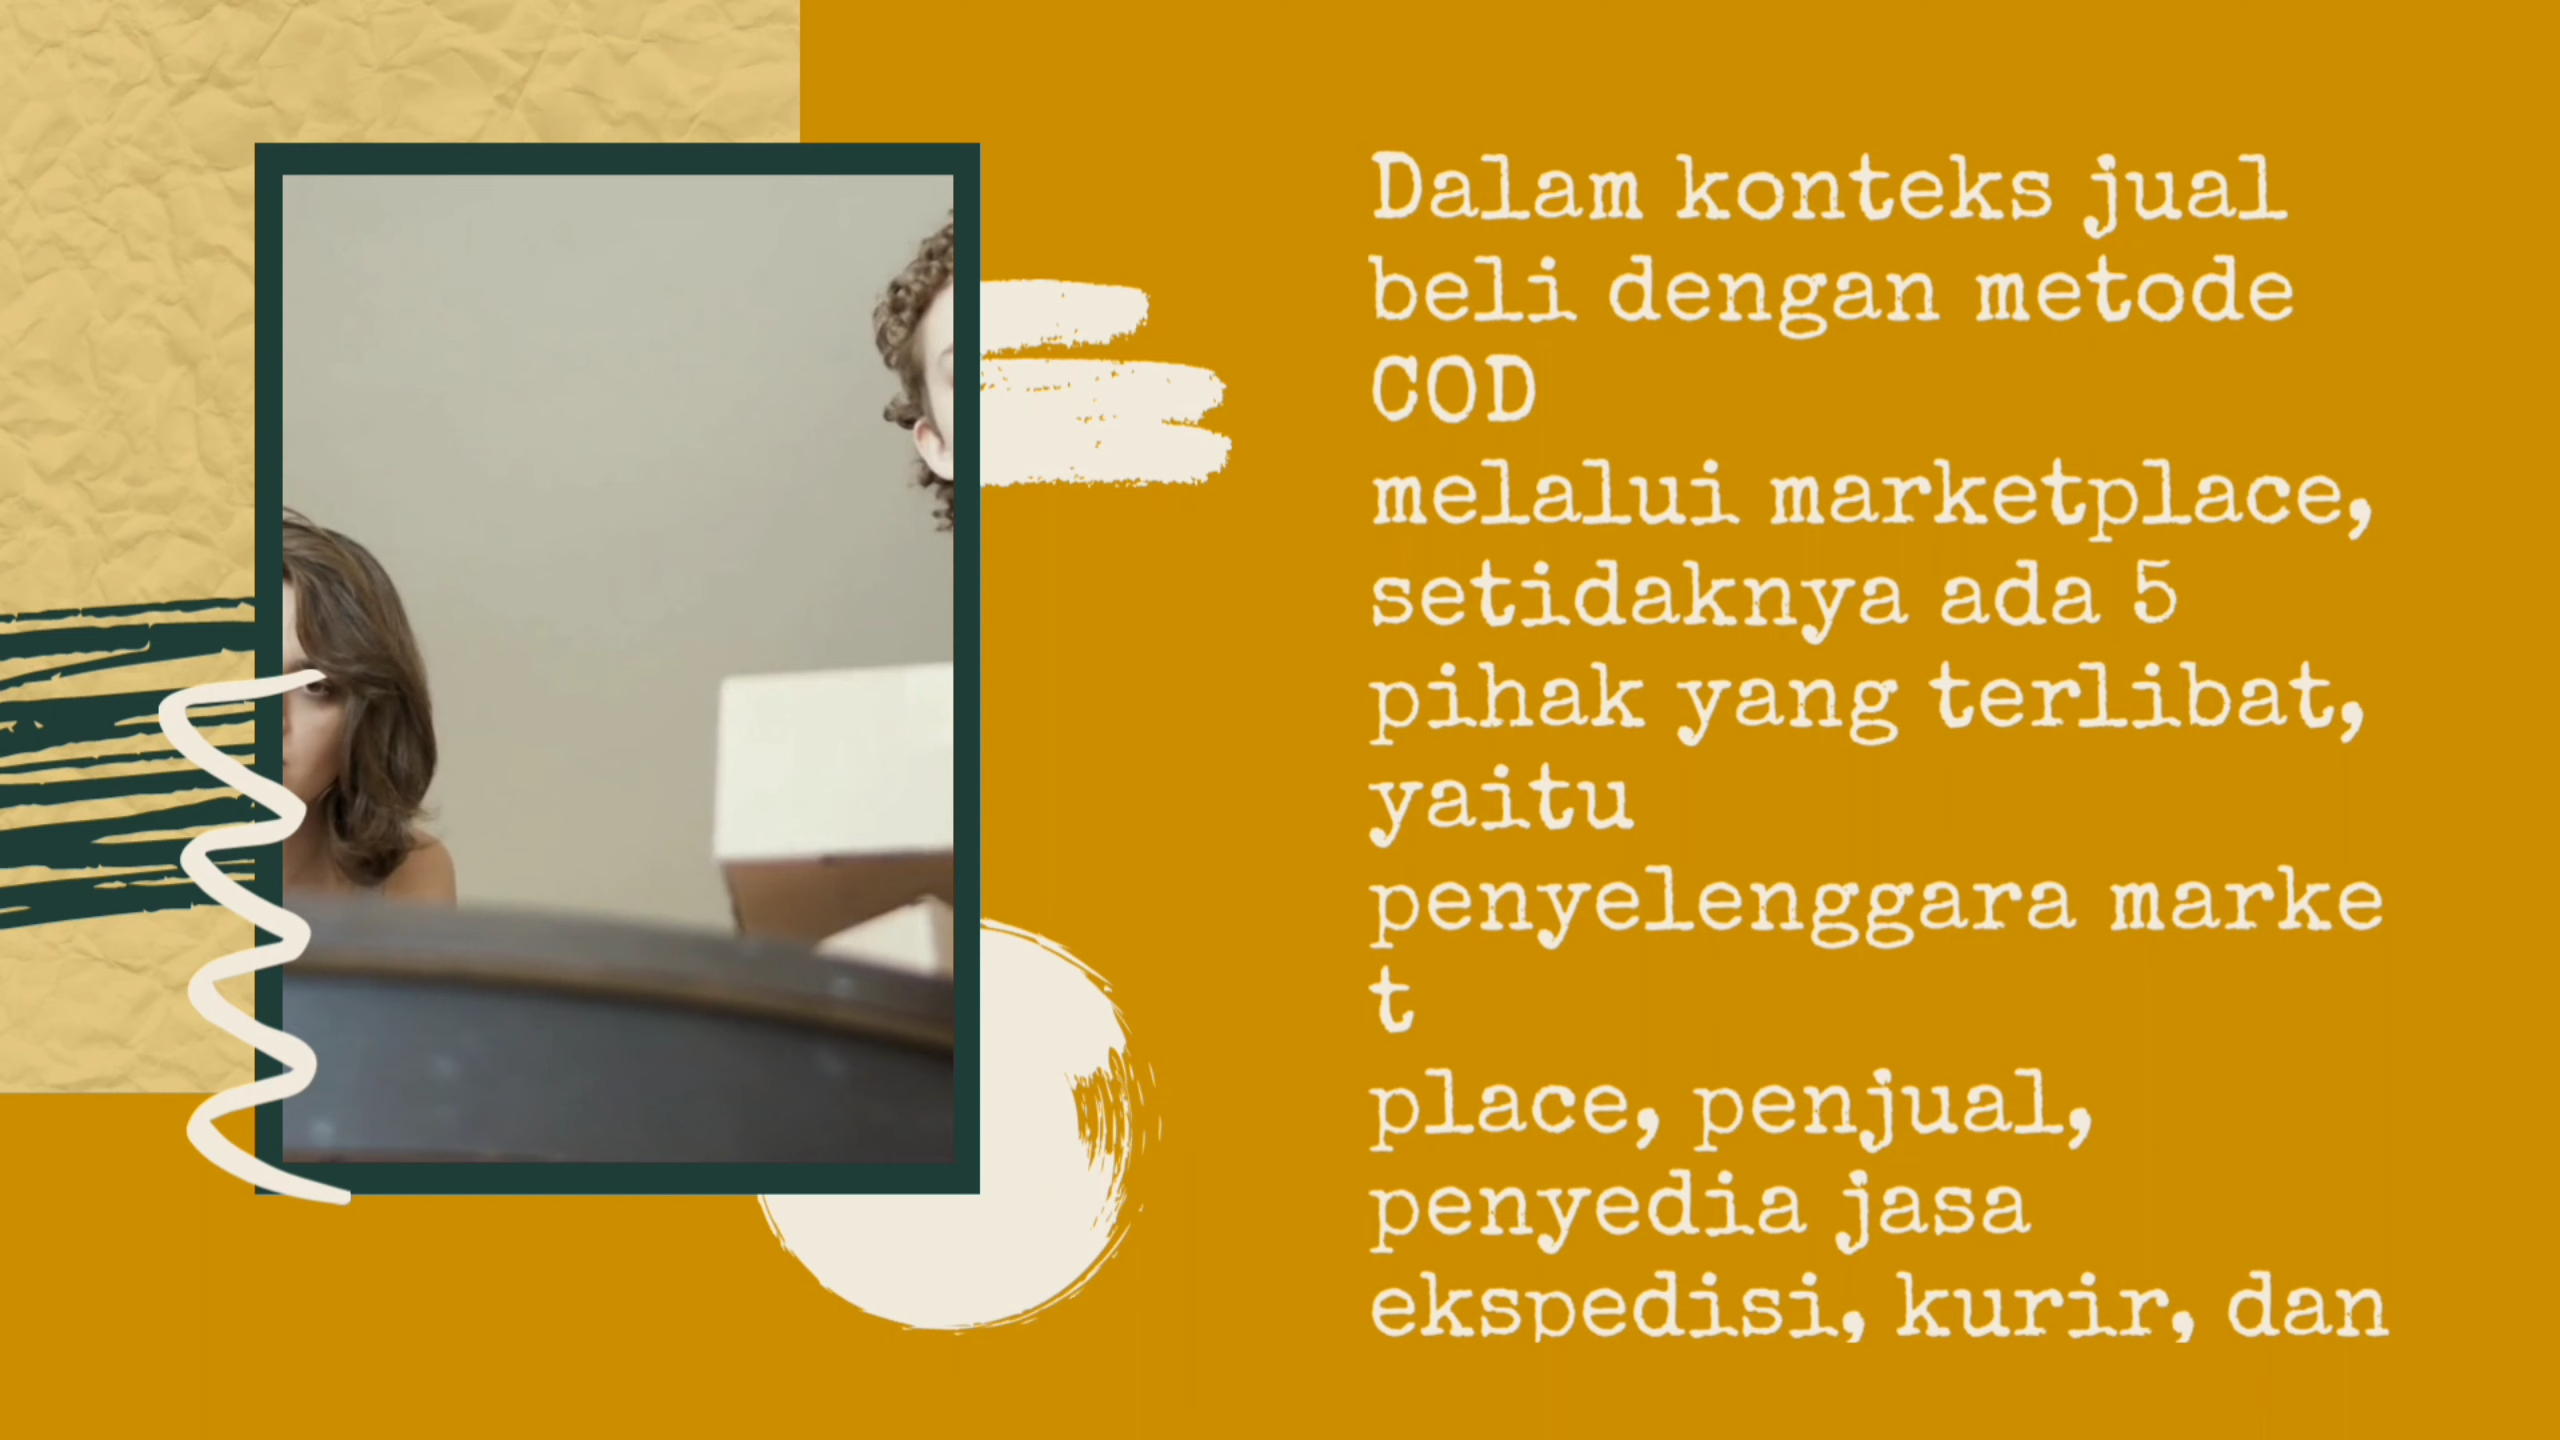 Dalam konteks jual
beli dengan metode
COD
melalui marketplace,
setidaknya ada 5
pihak yang terlibat,
yaitu
penyelenggara marke
t
place, penjual,
penyedia jasa
ekspedisi, kurir, dan